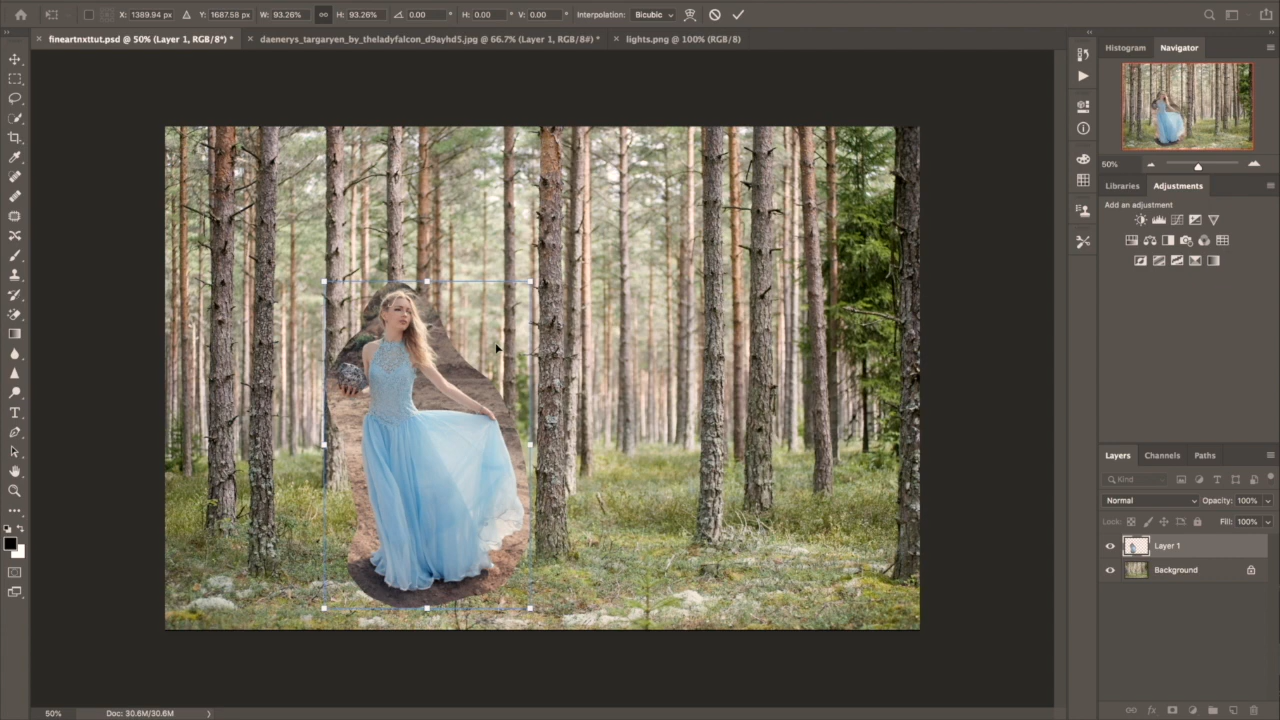 X: 1389.94 px Y: 1687.58 px W: 93.26% H: 93.26% 0.00 ° H: 0.00 ° V: 0.00 ° Interpolation: Bicubic
× fineartnxttut.psd @ 50% (Layer 1, RGB/8*) * × daenerys_targaryen_by_theladyfalcon_d9ayhd5.jpg @ 66.7% (Layer 1, RGB/8#) * × lights.png @ 100% (RGB/8)
Histogram Navigator
50%
Libraries Adjustments
Add an adjustment
Layers Channels Paths
Kind
Normal Opacity: 100%
Lock: Fill: 100%
Layer 1
Background
50% Doc: 30.6M/30.6M